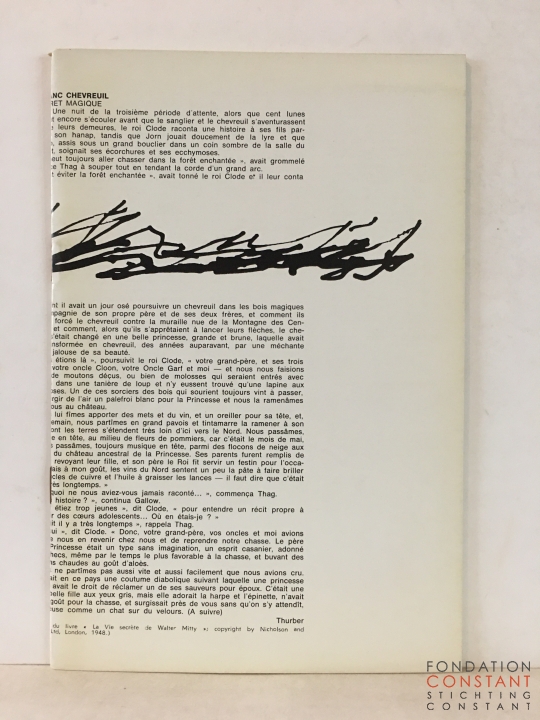 NC CHEVREUIL
RET MAGIQUE
Une nuit de la troisième période d'attente, alors que cent lunes
t encore s'écouler avant que le sanglier et le chevreuil s'aventurassent
leurs demeures, le roi Clode raconta une histoire à ses fils par-
son hanap, tandis que Jorn jouait doucement de la lyre et que
, assis sous un grand bouclier dans un coin sombre de la salle du
t, soignait ses écorchures et ses ecchymoses.
eut toujours aller chasser dans la forêt enchantée », avait grommelé
e Thag à souper tout en tendant la corde d'un grand arc.
t éviter la forêt enchantée », avait tonné le roi Clode et il leur conta
nt il avait un jour osé poursuivre un chevreuil dans les bois magiques
mpagnie de son propre père et de ses deux frères, et comment ils
forcé le chevreuil contre la muraille nue de la Montagne des Cen-
et comment, alors qu'ils s'apprêtaient à lancer leurs flèches, le che-
s'était changé en une belle princesse, grande et brune, laquelle avait
nsformée en chevreuil, des années auparavant, par une méchante
jalouse de sa beauté.
étions là », poursuivit le roi Clode, « votre grand-père, et ses trois
votre oncle Cloon, votre Oncle Garf et moi — et nous nous faisions
de moutons déçus, ou bien de molosses qui seraient entrés avec
dans une tanière de loup et n'y eussent trouvé qu'une lapine aux
oses. Un de ces sorciers des bois qui sourient toujours vint à passer,
rgir de l'air un palefroi blanc pour la Princesse et nous la ramenâmes
ous au château.
lui fîmes apporter des mets et du vin, et un oreiller pour sa tête, et,
emain, nous partîmes en grand pavois et tintamarre la ramener à son
ont les terres s'étendent très loin d'ici vers le Nord. Nous passâmes,
e en tête, au milieu de fleurs de pommiers, car c'était le mois de mai,
passâmes, toujours musique en tête, parmi des flocons de neige aux
du château ancestral de la Princesse. Ses parents furent remplis de
revoyant leur fille, et son père le Roi fit servir un festin pour l'occa-
ais à mon goût, les vins du Nord sentent un peu la pâte à faire briller
cles de cuivre et l'huile à graisser les lances — il faut dire que c'était
ès longtemps. »
quoi ne nous aviez-vous jamais raconté... », commença Thag.
histoire ? », continua Gallow.
étiez trop jeunes », dit Clode, « pour entendre un récit propre à
r des cœurs adolescents... Où en étais-je ? »
it il y a très longtemps », rappela Thag.
ui », dit Clode. « Donc, votre grand-père, vos oncles et moi avions
nous en revenir chez nous et de reprendre notre chasse. Le père
Princesse était un type sans imagination, un esprit casanier, adonné
hecs, même par le temps le plus favorable à la chasse, et buvant des
s chaudes au goût d'aloès.
ne partîmes pas aussi vite et aussi facilement que nous avions cru.
ait en ce pays une coutume diabolique suivant laquelle une princesse
avait le droit de réclamer un de ses sauveurs pour époux. C'était une
elle fille aux yeux gris, mais elle adorait la harpe et l'épinette, n'avait
goût pour la chasse, et surgissait près de vous sans qu'on s'y attendît,
use comme un chat sur du velours. (A suivre)
Thurber
du livre « La Vie secrète de Walter Mitty »: copyright by Nicholson and
Ltd, London, 1948.)
FONDATION
CONSTANT
STICHTING
CONSTANT